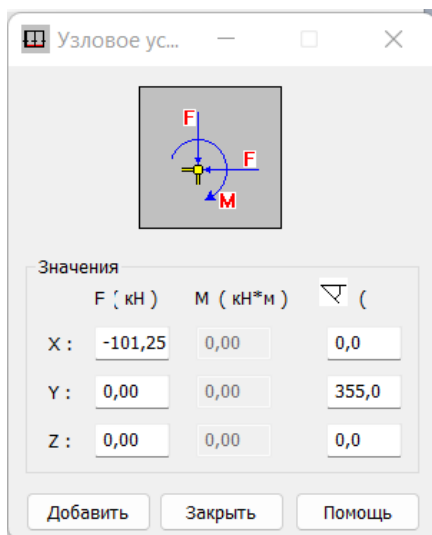 Узловое ус...
F
F
M
Значения
F ( кН ) M ( кН*м ) (
X : -101,25 0,00 0,0
Y : 0,00 0,00 355,0
Z : 0,00 0,00 0,0
Добавить Закрыть Помощь